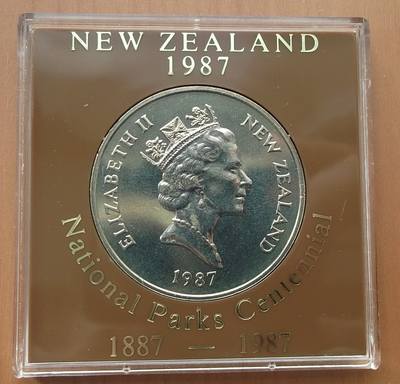 NEW ZEALAND
1987
ELIZABETH II
NEW ZEALAND
1987
National Parks Centennial
1887 — 1987